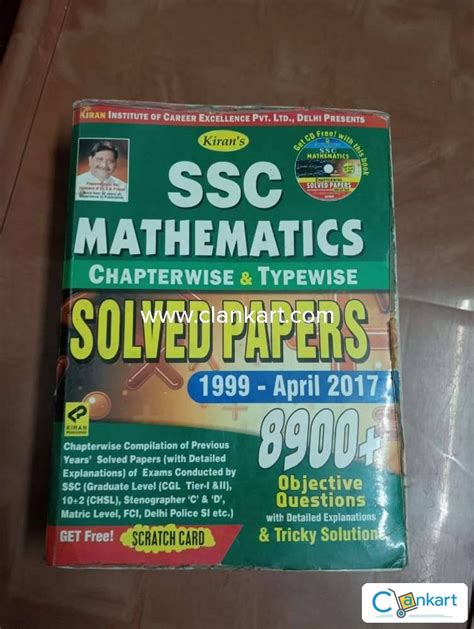 KIRAN INSTITUTE OF CAREER EXCELLENCE PVT. LTD., DELHI PRESENTS
Kiran's
Get CD Free! with this book
SSC
MATHEMATICS
CHAPTERWISE
SOLVED PAPERS
SSC
MATHEMATICS
CHAPTERWISE & TYPEWISE
www.clankart.com
SOLVED PAPERS
1999 - April 2017
KIRAN
8900+
Objective
Questions
with Detailed Explanations
& Tricky Solution
Chapterwise Compilation of Previous
Years' Solved Papers (with Detailed
Explanations) of Exams Conducted by
SSC (Graduate Level (CGL Tier-I & II),
10+2 (CHSL), Stenographer 'C' & 'D',
Matric Level, FCI, Delhi Police SI etc.)
GET Free! SCRATCH CARD
Clankart